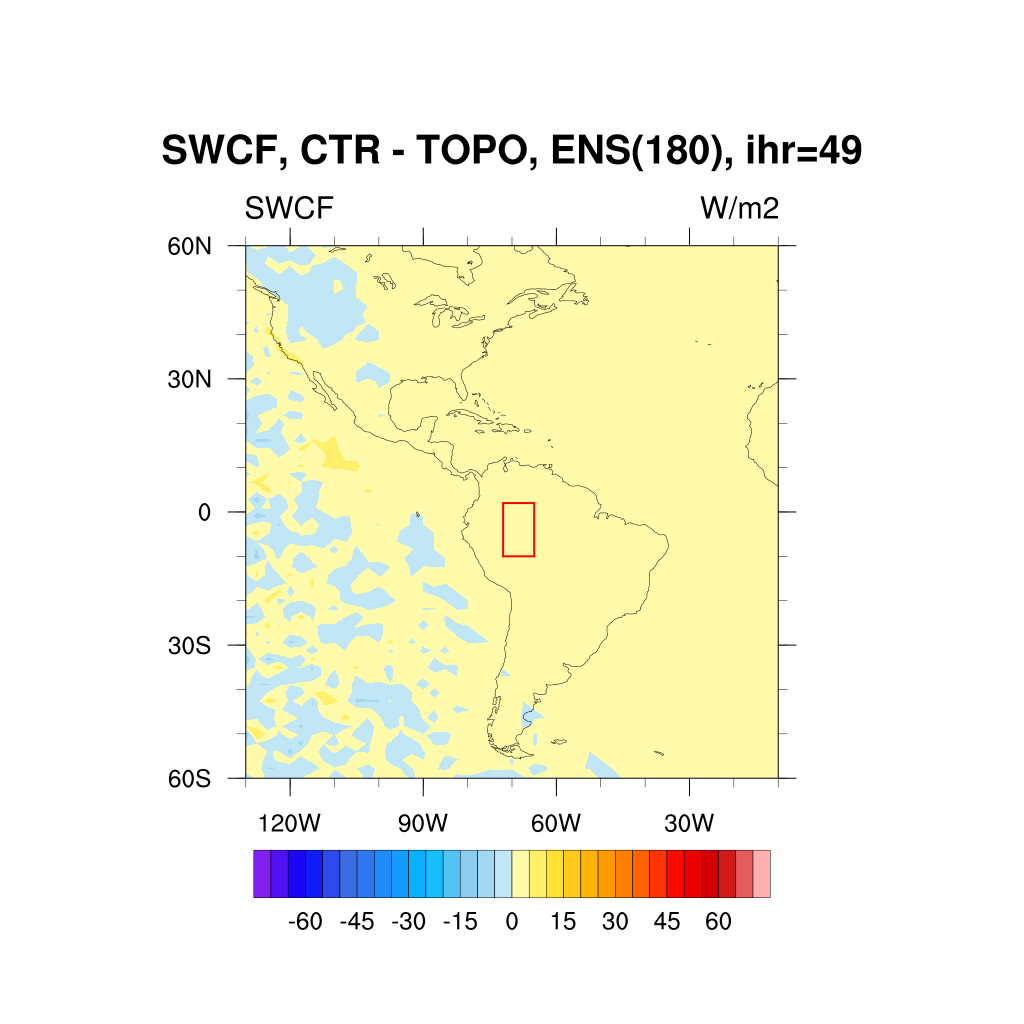 SWCF, CTR - TOPO, ENS(180), ihr=49
SWCF W/m2
60N
30N
0
30S
60S
120W 90W 60W 30W
-60 -45 -30 -15 0 15 30 45 60